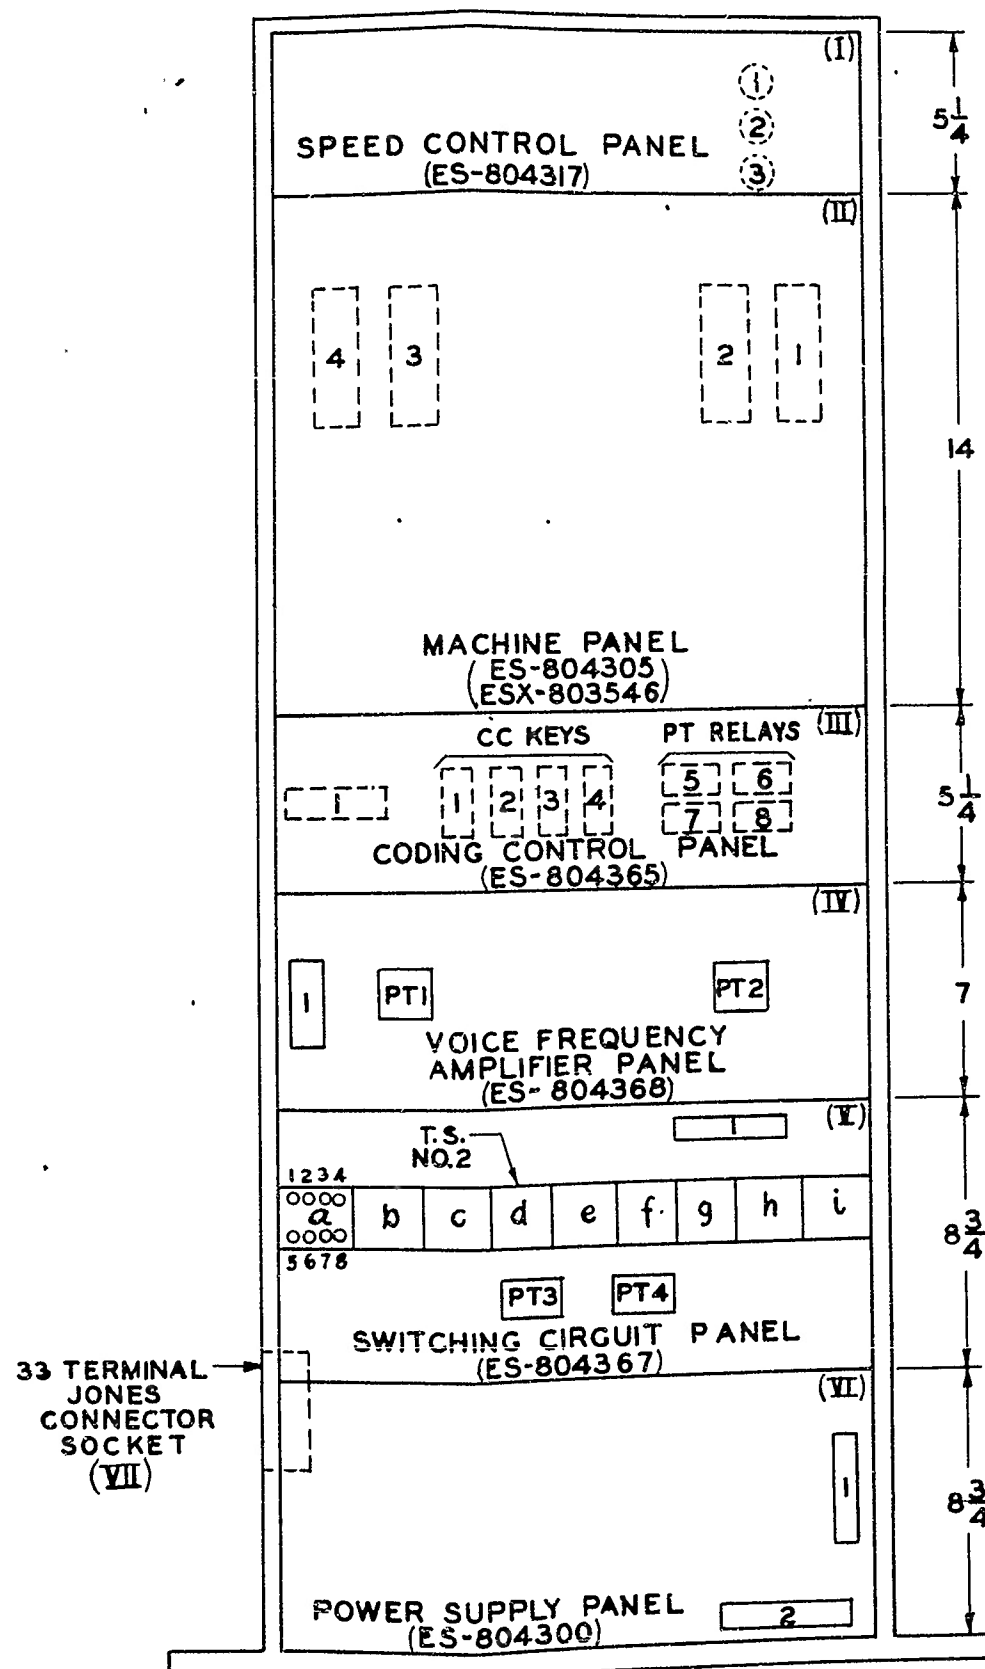 (I)
1
2
3
5 1/4
SPEED CONTROL PANEL
(ES-804317)
(II)
4 3 2 1
14
MACHINE PANEL
(ES-804305
ESX-803546)
(III)
CC KEYS PT RELAYS
1 1 2 3 4 5 6
7 8
5 1/4
CODING CONTROL PANEL
(ES-804365)
(IV)
1 PT1 PT2
7
VOICE FREQUENCY
AMPLIFIER PANEL
(ES-804368)
(V)
1
T.S.
NO.2
1234
a b c d e f g h i
5678
8 3/4
PT3 PT4
SWITCHING CIRCUIT PANEL
(ES-804367)
33 TERMINAL
JONES
CONNECTOR
SOCKET
(VII)
(VI)
1
8 3/4
POWER SUPPLY PANEL
(ES-804300)
2